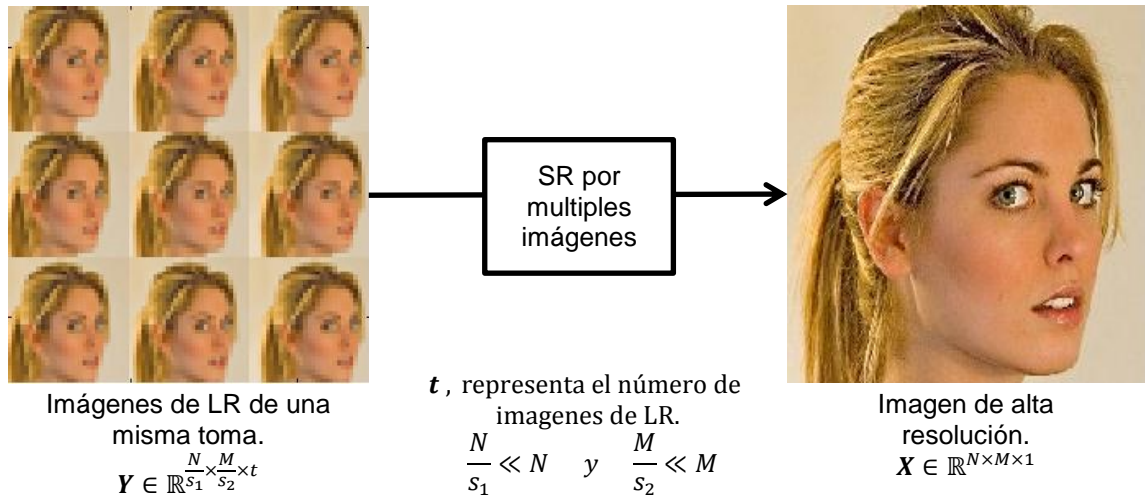 SR por
multiples
imágenes
Imágenes de LR de una
misma toma.
Y ∈ ℝ^{N/s₁ × M/s₂ × t}
t , representa el número de
imagenes de LR.
N/s₁ ≪ N y M/s₂ ≪ M
Imagen de alta
resolución.
X ∈ ℝ^{N×M×1}